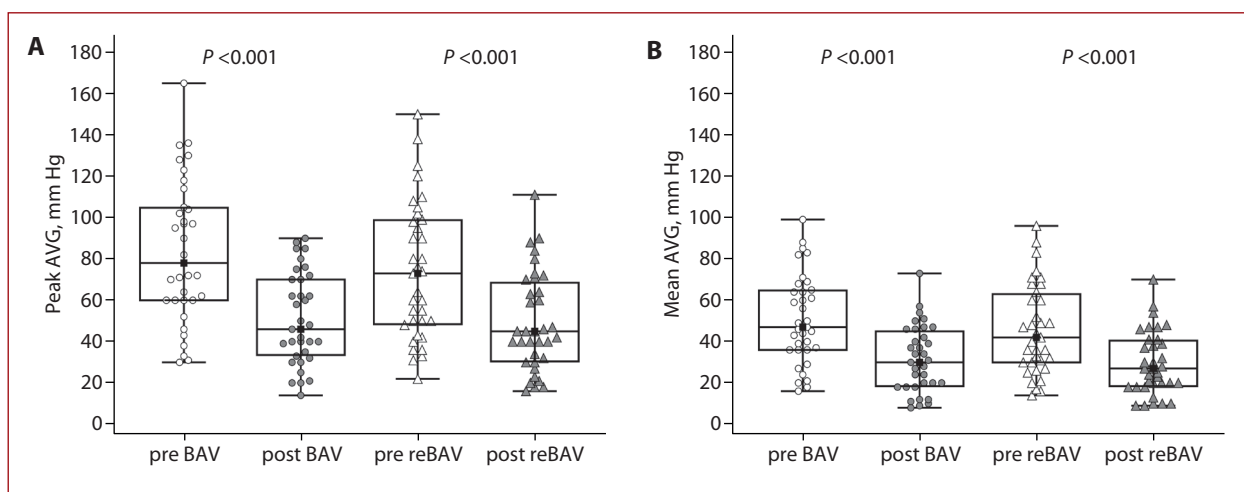 A
Peak AVG, mm Hg
P <0.001
P <0.001
180
160
140
120
100
80
60
40
20
0
pre BAV post BAV pre reBAV post reBAV
B
Mean AVG, mm Hg
P <0.001
P <0.001
180
160
140
120
100
80
60
40
20
0
pre BAV post BAV pre reBAV post reBAV